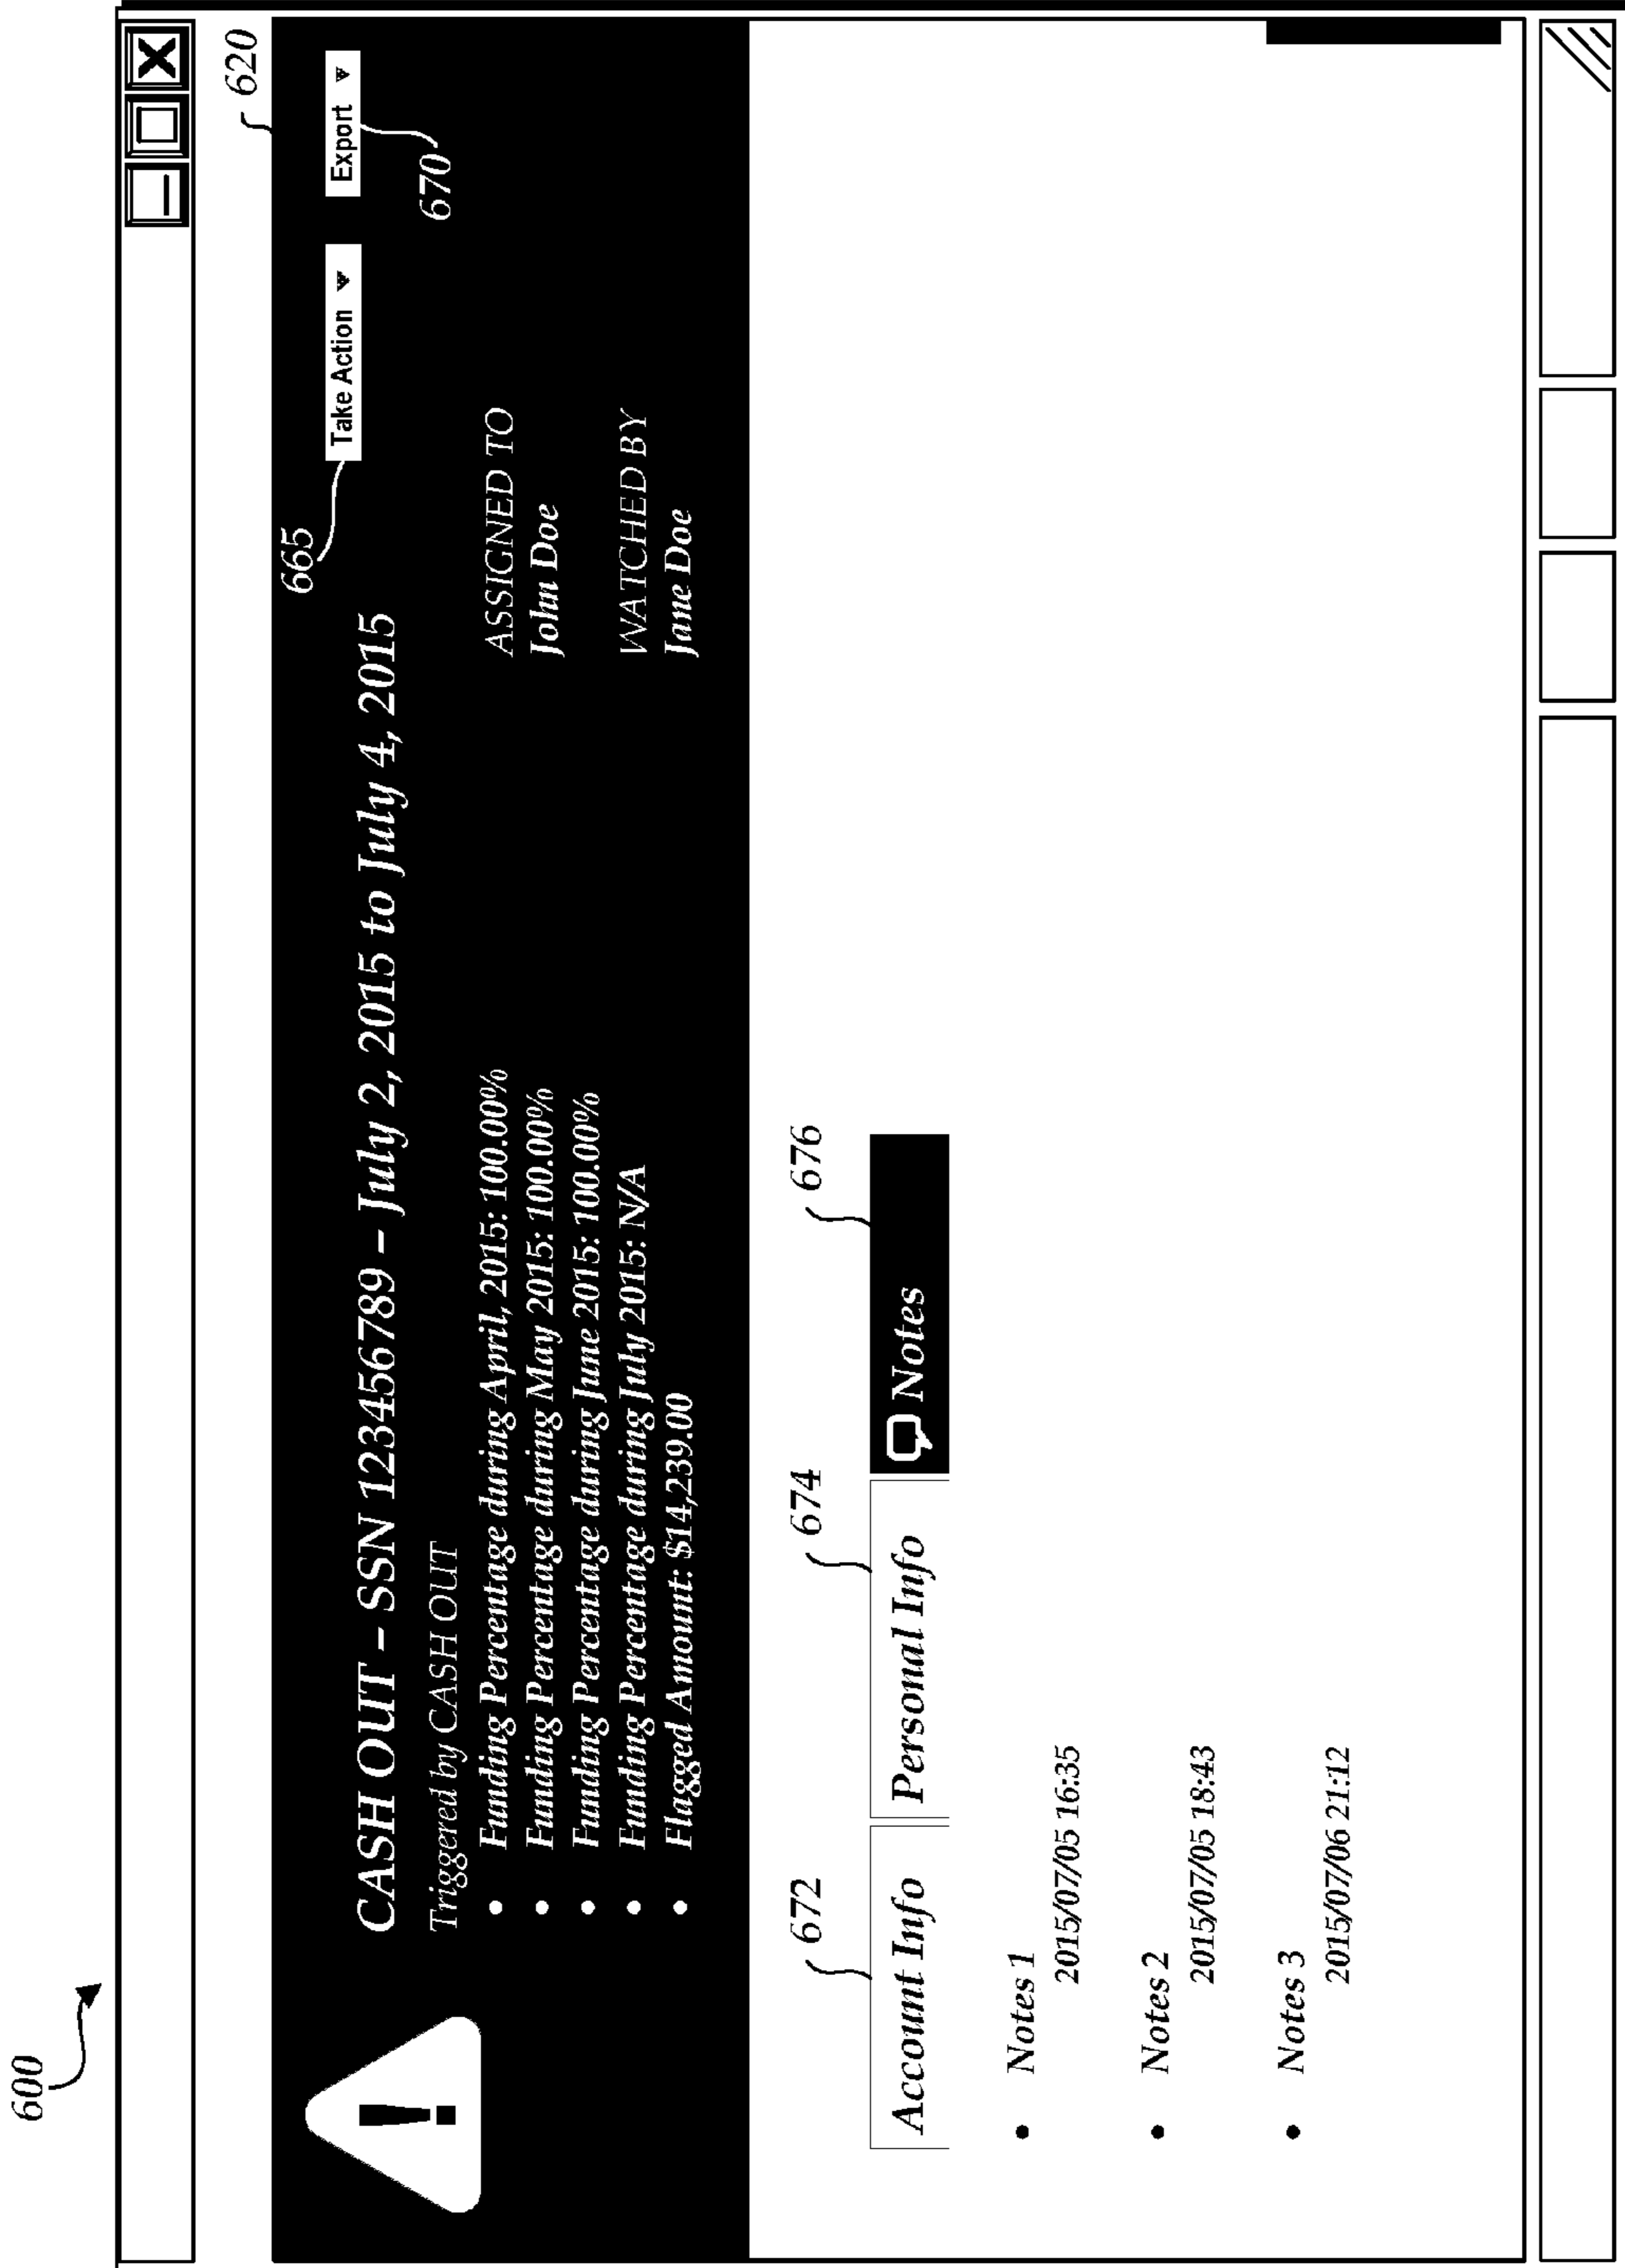 600
620
665
Take Action
Export
670
CASH OUT – SSN 123456789 – July 2, 2015 to July 4, 2015
Triggered by CASH OUT
• Funding Percentage during April, 2015: 100.00%
• Funding Percentage during May 2015: 100.00%
• Funding Percentage during June 2015: 100.00%
• Funding Percentage during July 2015: N/A
• Flagged Amount: $14,239.00
ASSIGNED TO
John Doe
WATCHED BY
Jane Doe
672
674
676
Account Info
Personal Info
Notes
• Notes 1
2015/07/05 16:35
• Notes 2
2015/07/05 18:43
• Notes 3
2015/07/06 21:12